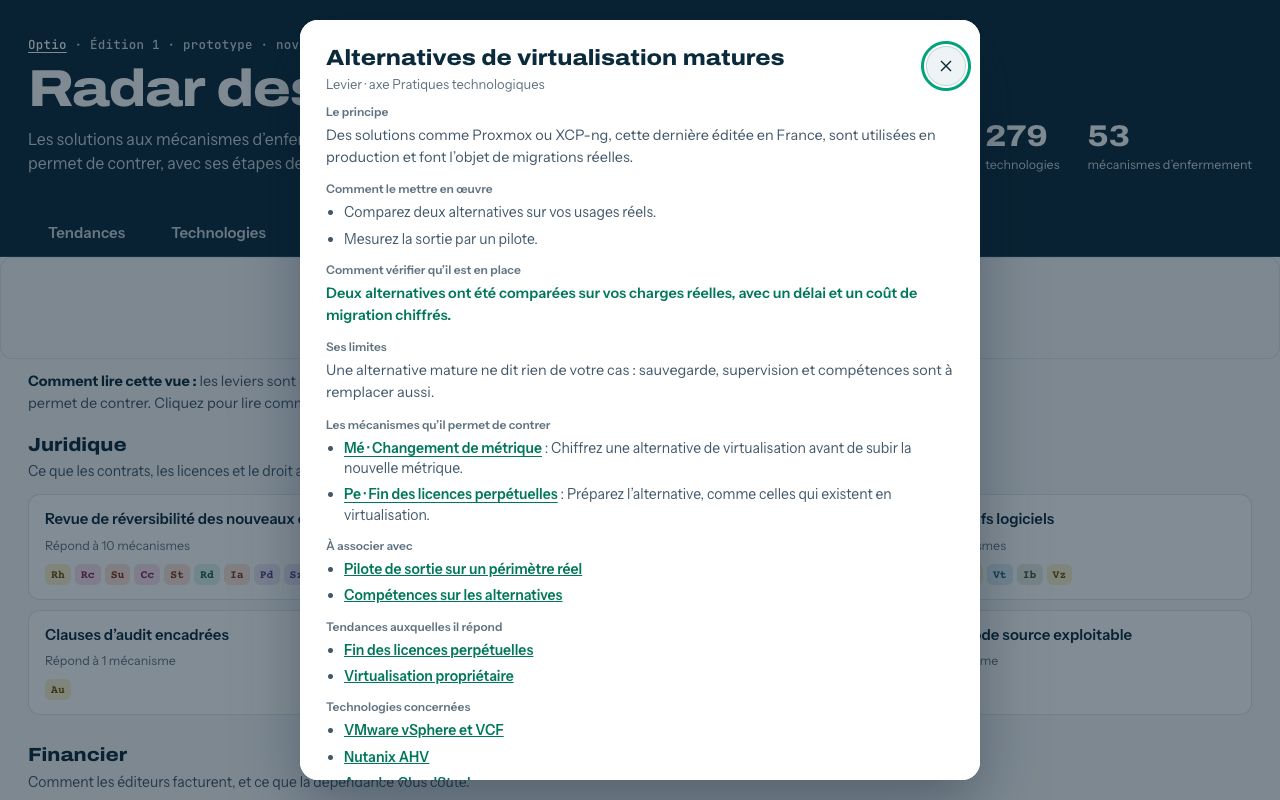 Optio · Édition 1 · prototype · nov
Radar des
Les solutions aux mécanismes d'enfer
permet de contrer, avec ses étapes de
279
technologies
53
mécanismes d'enfermement
Tendances
Technologies
Comment lire cette vue : les leviers sont
permet de contrer. Cliquez pour lire com
Juridique
Ce que les contrats, les licences et le droit a
Revue de réversibilité des nouveaux
Répond à 10 mécanismes
Rh Rc Su Cc St Rd Ia Pd
fs logiciels
smes
Vt Ib Vz
Clauses d'audit encadrées
Répond à 1 mécanisme
Au
de source exploitable
me
Financier
Comment les éditeurs facturent, et ce que la dépendance vous coûte.
Alternatives de virtualisation matures
×
Levier · axe Pratiques technologiques
Le principe
Des solutions comme Proxmox ou XCP-ng, cette dernière éditée en France, sont utilisées en
production et font l'objet de migrations réelles.
Comment le mettre en œuvre
• Comparez deux alternatives sur vos usages réels.
• Mesurez la sortie par un pilote.
Comment vérifier qu'il est en place
Deux alternatives ont été comparées sur vos charges réelles, avec un délai et un coût de
migration chiffrés.
Ses limites
Une alternative mature ne dit rien de votre cas : sauvegarde, supervision et compétences sont à
remplacer aussi.
Les mécanismes qu'il permet de contrer
• Mé · Changement de métrique : Chiffrez une alternative de virtualisation avant de subir la
nouvelle métrique.
• Pe · Fin des licences perpétuelles : Préparez l'alternative, comme celles qui existent en
virtualisation.
À associer avec
• Pilote de sortie sur un périmètre réel
• Compétences sur les alternatives
Tendances auxquelles il répond
• Fin des licences perpétuelles
• Virtualisation propriétaire
Technologies concernées
• VMware vSphere et VCF
• Nutanix AHV